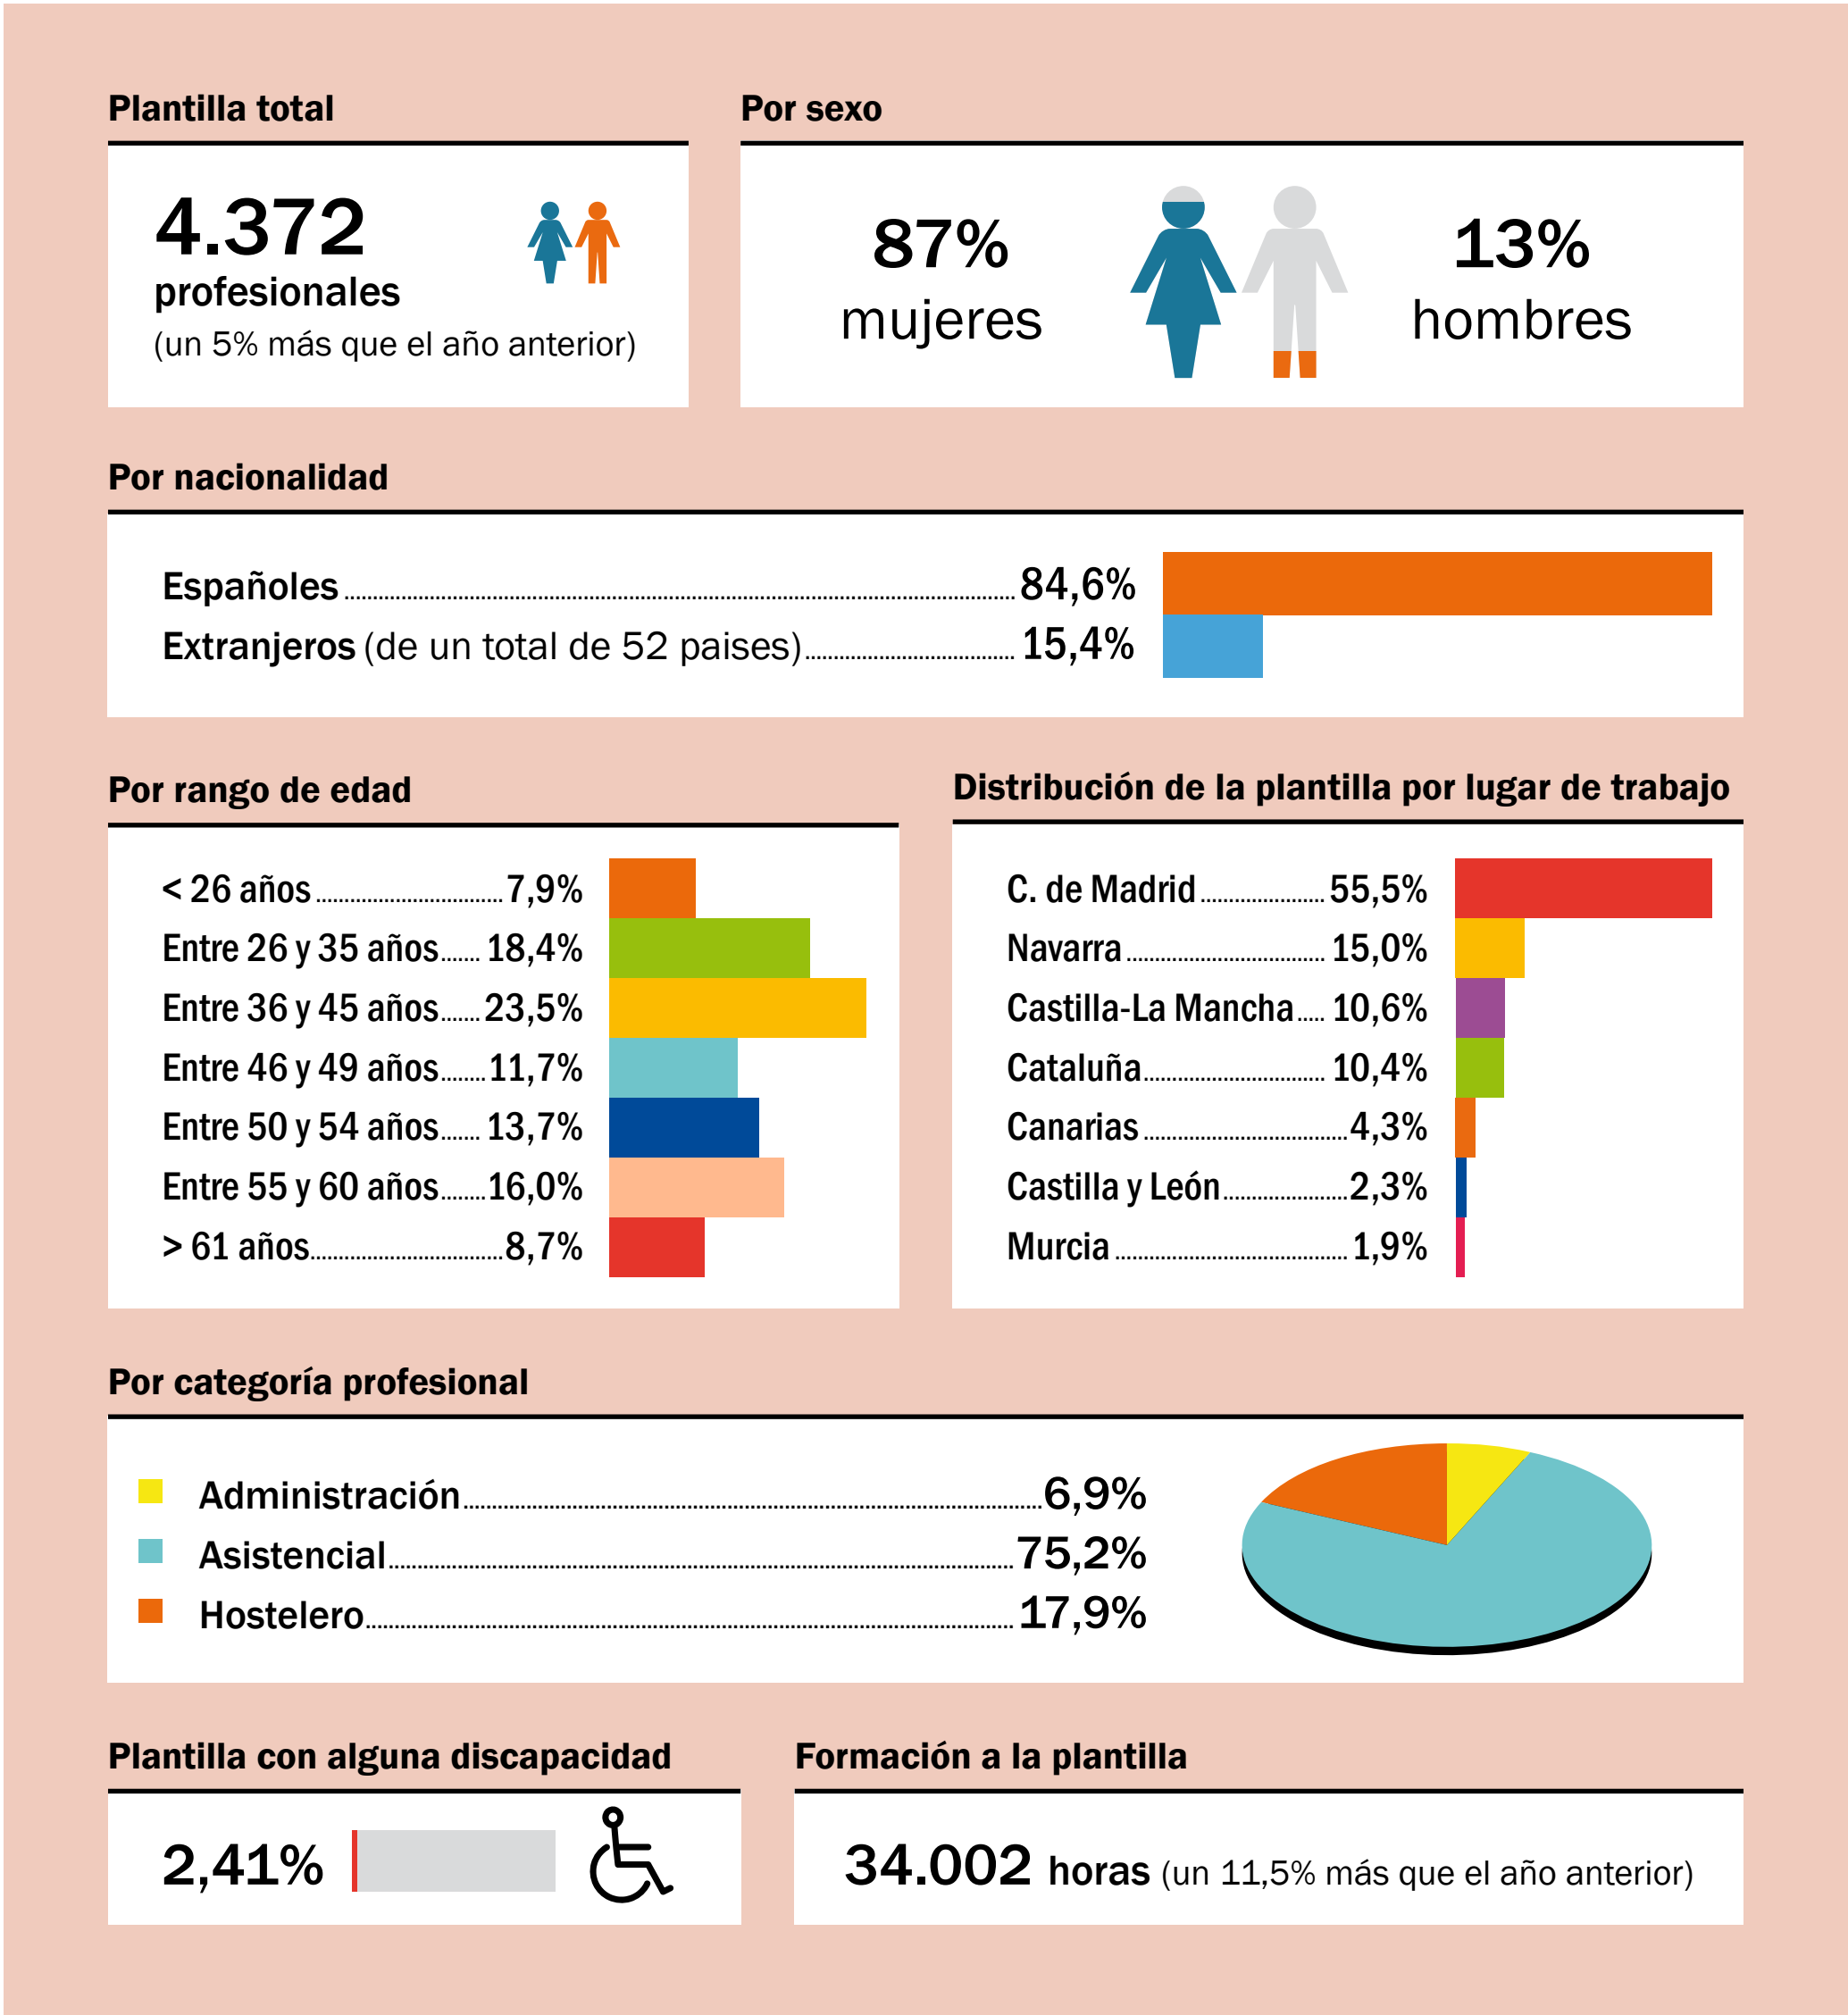 Plantilla total
4.372
profesionales
(un 5% más que el año anterior)
Por sexo
87%
mujeres
13%
hombres
Por nacionalidad
Españoles 84,6%
Extranjeros (de un total de 52 paises) 15,4%
Por rango de edad
< 26 años 7,9%
Entre 26 y 35 años 18,4%
Entre 36 y 45 años 23,5%
Entre 46 y 49 años 11,7%
Entre 50 y 54 años 13,7%
Entre 55 y 60 años 16,0%
> 61 años 8,7%
Distribución de la plantilla por lugar de trabajo
C. de Madrid 55,5%
Navarra 15,0%
Castilla-La Mancha 10,6%
Cataluña 10,4%
Canarias 4,3%
Castilla y León 2,3%
Murcia 1,9%
Por categoría profesional
Administración 6,9%
Asistencial 75,2%
Hostelero 17,9%
Plantilla con alguna discapacidad
2,41%
Formación a la plantilla
34.002 horas (un 11,5% más que el año anterior)